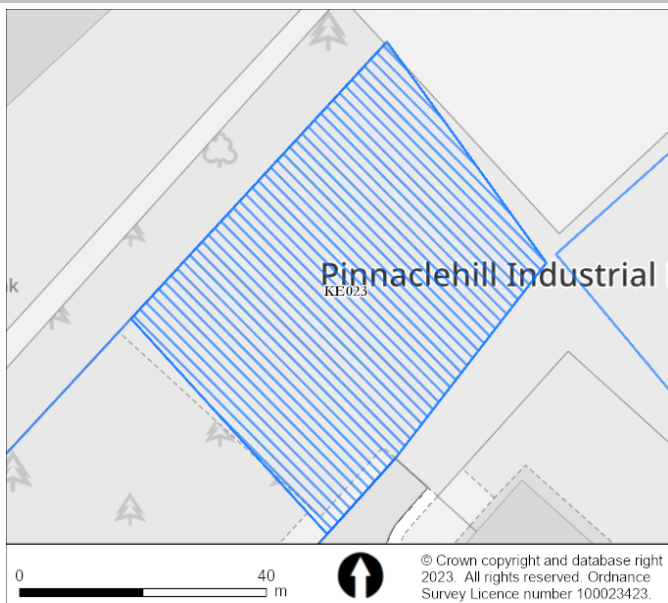 Pinnaclehill Industrial
KE023
0
40
m
© Crown copyright and database right
2023. All rights reserved. Ordnance
Survey Licence number 100023423.